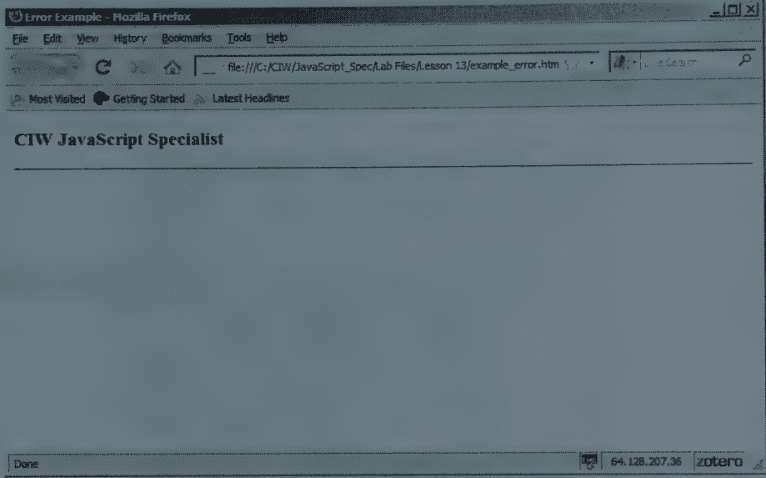 Error Example - Mozilla Firefox
File Edit View History Bookmarks Tools Help
file:///C:/CIW/JavaScript_Spec/Lab Files/Lesson 13/example_error.htm
Most Visited Getting Started Latest Headlines
CIW JavaScript Specialist
Done 64.128.207.36 zotero